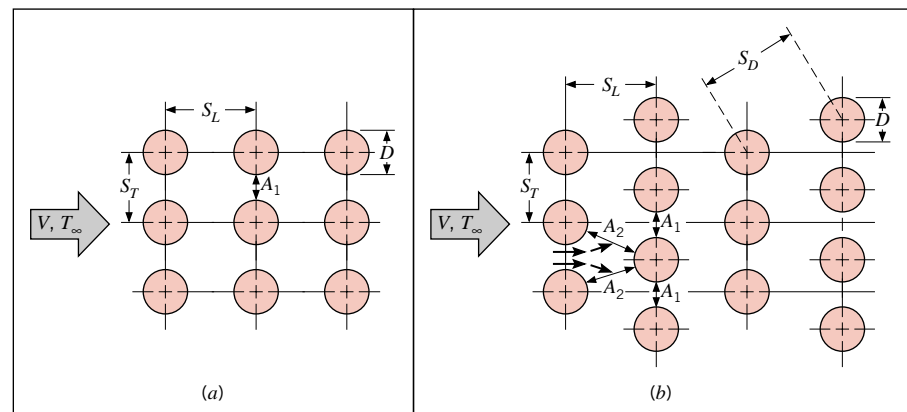 S_L
D
S_T
A_1
V, T_∞
(a)
S_D
S_L
D
S_T
A_2
A_1
V, T_∞
A_2
A_1
(b)